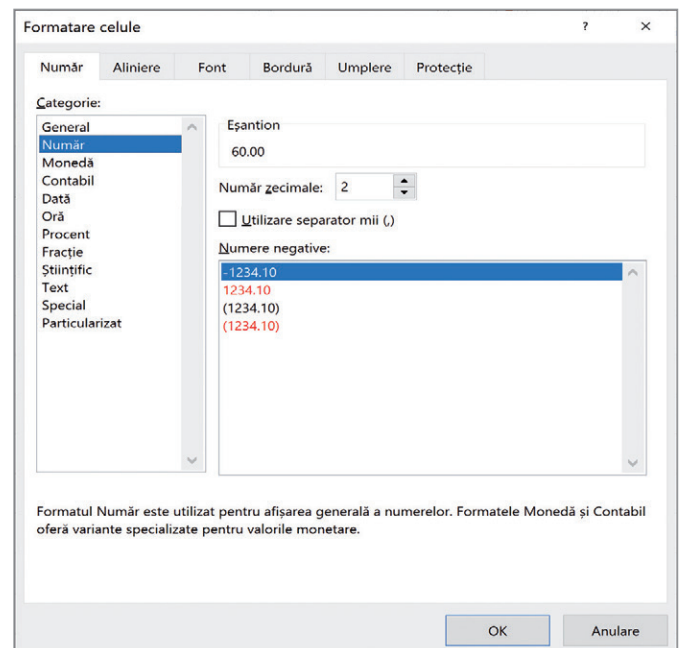 Formatare celule ? ×
Număr Aliniere Font Bordură Umplere Protecție
Categorie:
General
Număr
Monedă
Contabil
Dată
Oră
Procent
Fracție
Științific
Text
Special
Particularizat
Eșantion
60.00
Număr zecimale: 2
Utilizare separator mii (,)
Numere negative:
-1234.10
1234.10
(1234.10)
(1234.10)
Formatul Număr este utilizat pentru afișarea generală a numerelor. Formatele Monedă și Contabil
oferă variante specializate pentru valorile monetare.
OK Anulare